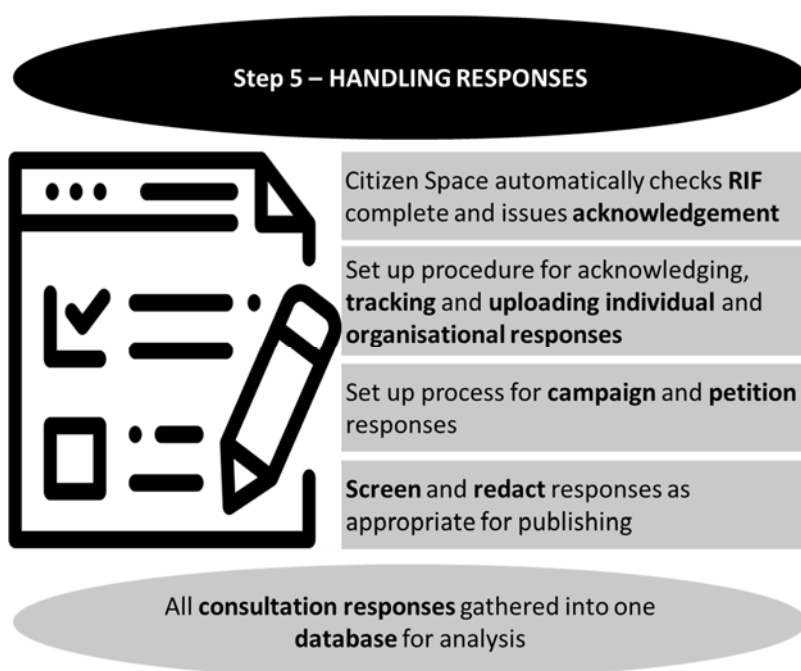 Step 5 – HANDLING RESPONSES
Citizen Space automatically checks RIF
complete and issues acknowledgement
Set up procedure for acknowledging,
tracking and uploading individual and
organisational responses
Set up process for campaign and petition
responses
Screen and redact responses as
appropriate for publishing
All consultation responses gathered into one
database for analysis